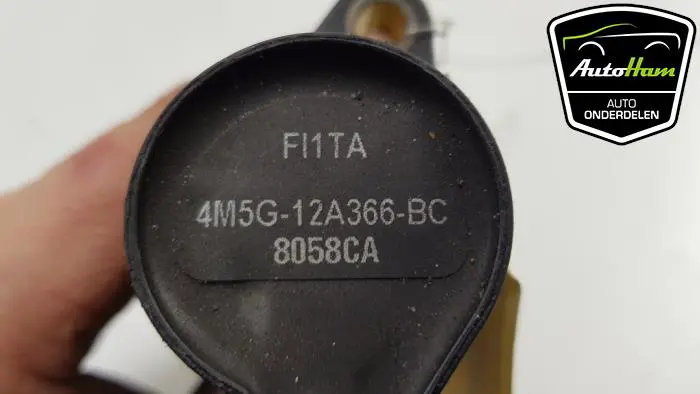 FI1TA
4M5G-12A366-BC
8058CA
AutoHam
AUTO
ONDERDELEN